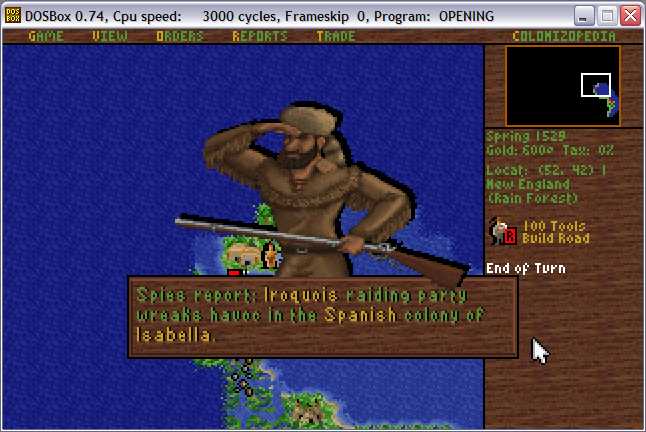 DOSBox 0.74, Cpu speed: 3000 cycles, Frameskip 0, Program: OPENING
GAME VIEW ORDERS REPORTS TRADE COLONIZOPEDIA
Spring 1529
Gold: 600° Tax: 0%
Locat: (52, 42) 1
New England
(Rain Forest)
100 Tools
Build Road
End of Turn
Spies report: Iroquois raiding party
wreaks havoc in the Spanish colony of
Isabella.